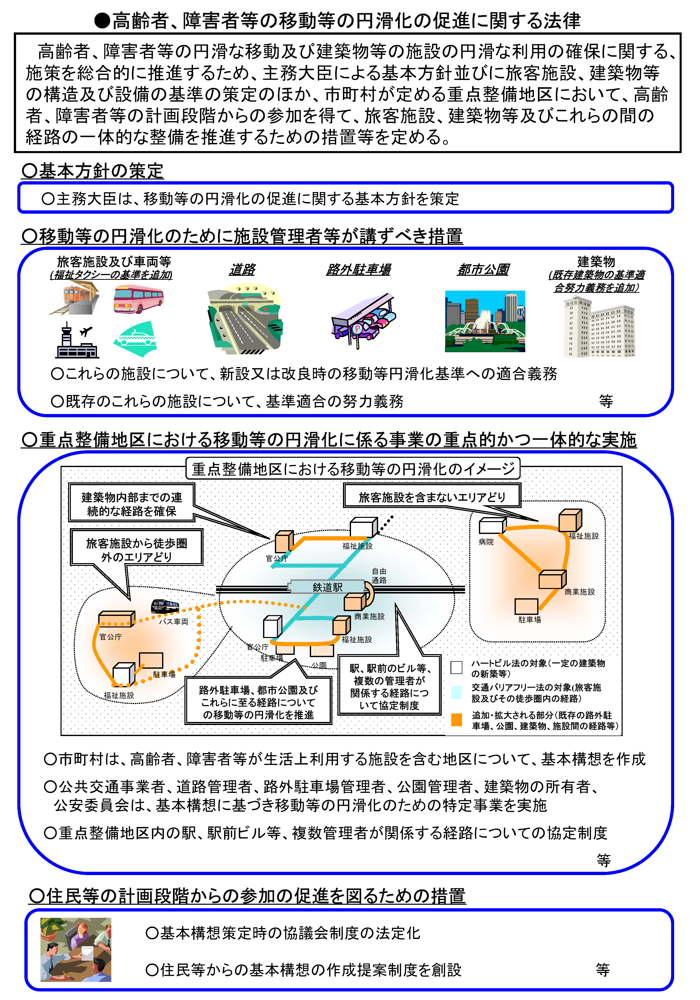 ●高齢者、障害者等の移動等の円滑化の促進に関する法律
高齢者、障害者等の円滑な移動及び建築物等の施設の円滑な利用の確保に関する、
施策を総合的に推進するため、主務大臣による基本方針並びに旅客施設、建築物等
の構造及び設備の基準の策定のほか、市町村が定める重点整備地区において、高齢
者、障害者等の計画段階からの参加を得て、旅客施設、建築物等及びこれらの間の
経路の一体的な整備を推進するための措置等を定める。
○基本方針の策定
○主務大臣は、移動等の円滑化の促進に関する基本方針を策定
○移動等の円滑化のために施設管理者等が講ずべき措置
旅客施設及び車両等
(福祉タクシーの基準を追加)
道路
路外駐車場
都市公園
建築物
(既存建築物の基準適
合努力義務を追加）
P
○これらの施設について、新設又は改良時の移動等円滑化基準への適合義務
○既存のこれらの施設について、基準適合の努力義務
等
○重点整備地区における移動等の円滑化に係る事業の重点的かつ一体的な実施
重点整備地区における移動等の円滑化のイメージ
建築物内部までの連
続的な経路を確保
旅客施設を含まないエリアどり
旅客施設から徒歩圏
外のエリアどり
官公庁
福祉施設
自由
通路
鉄道駅
商業施設
福祉施設
官公庁
駐車場
公園
病院
福祉施設
商業施設
駐車場
バス車両
官公庁
駐車場
福祉施設
路外駐車場、都市公園及び
これらに至る経路について
の移動等の円滑化を推進
駅、駅前のビル等、
複数の管理者が
関係する経路につ
いて協定制度
ハートビル法の対象（一定の建築物
の新築等）
交通バリアフリー法の対象(旅客施
設及びその徒歩圏内の経路）
追加・拡大される部分（既存の路外駐
車場、公園、建築物、施設間の経路等）
○市町村は、高齢者、障害者等が生活上利用する施設を含む地区について、基本構想を作成
○公共交通事業者、道路管理者、路外駐車場管理者、公園管理者、建築物の所有者、
公安委員会は、基本構想に基づき移動等の円滑化のための特定事業を実施
○重点整備地区内の駅、駅前ビル等、複数管理者が関係する経路についての協定制度
等
○住民等の計画段階からの参加の促進を図るための措置
○基本構想策定時の協議会制度の法定化
○住民等からの基本構想の作成提案制度を創設
等